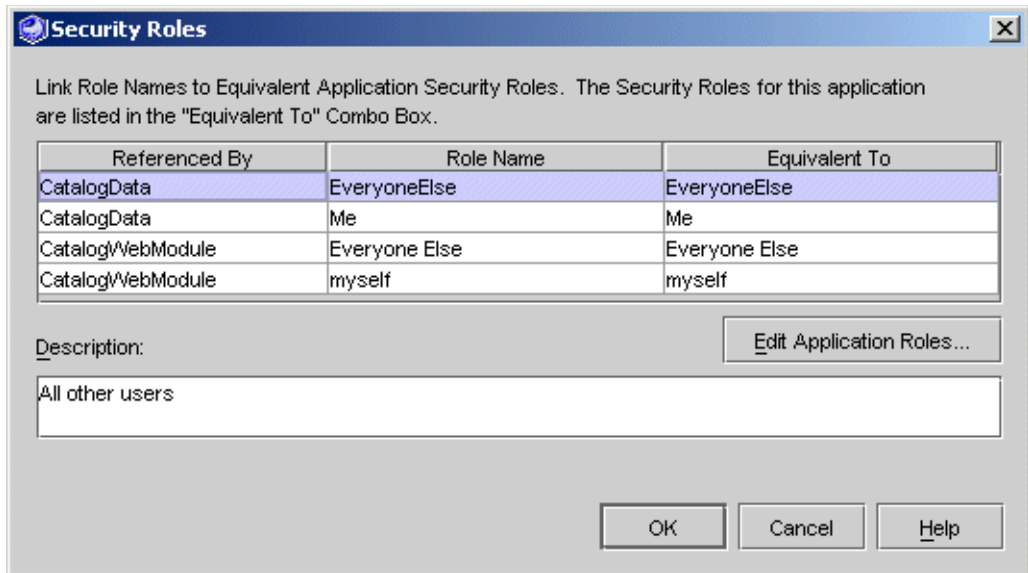 Security Roles
Link Role Names to Equivalent Application Security Roles. The Security Roles for this application
are listed in the "Equivalent To" Combo Box.
Referenced By Role Name Equivalent To
CatalogData EveryoneElse EveryoneElse
CatalogData Me Me
CatalogWebModule Everyone Else Everyone Else
CatalogWebModule myself myself
Edit Application Roles...
Description:
All other users
OK Cancel Help